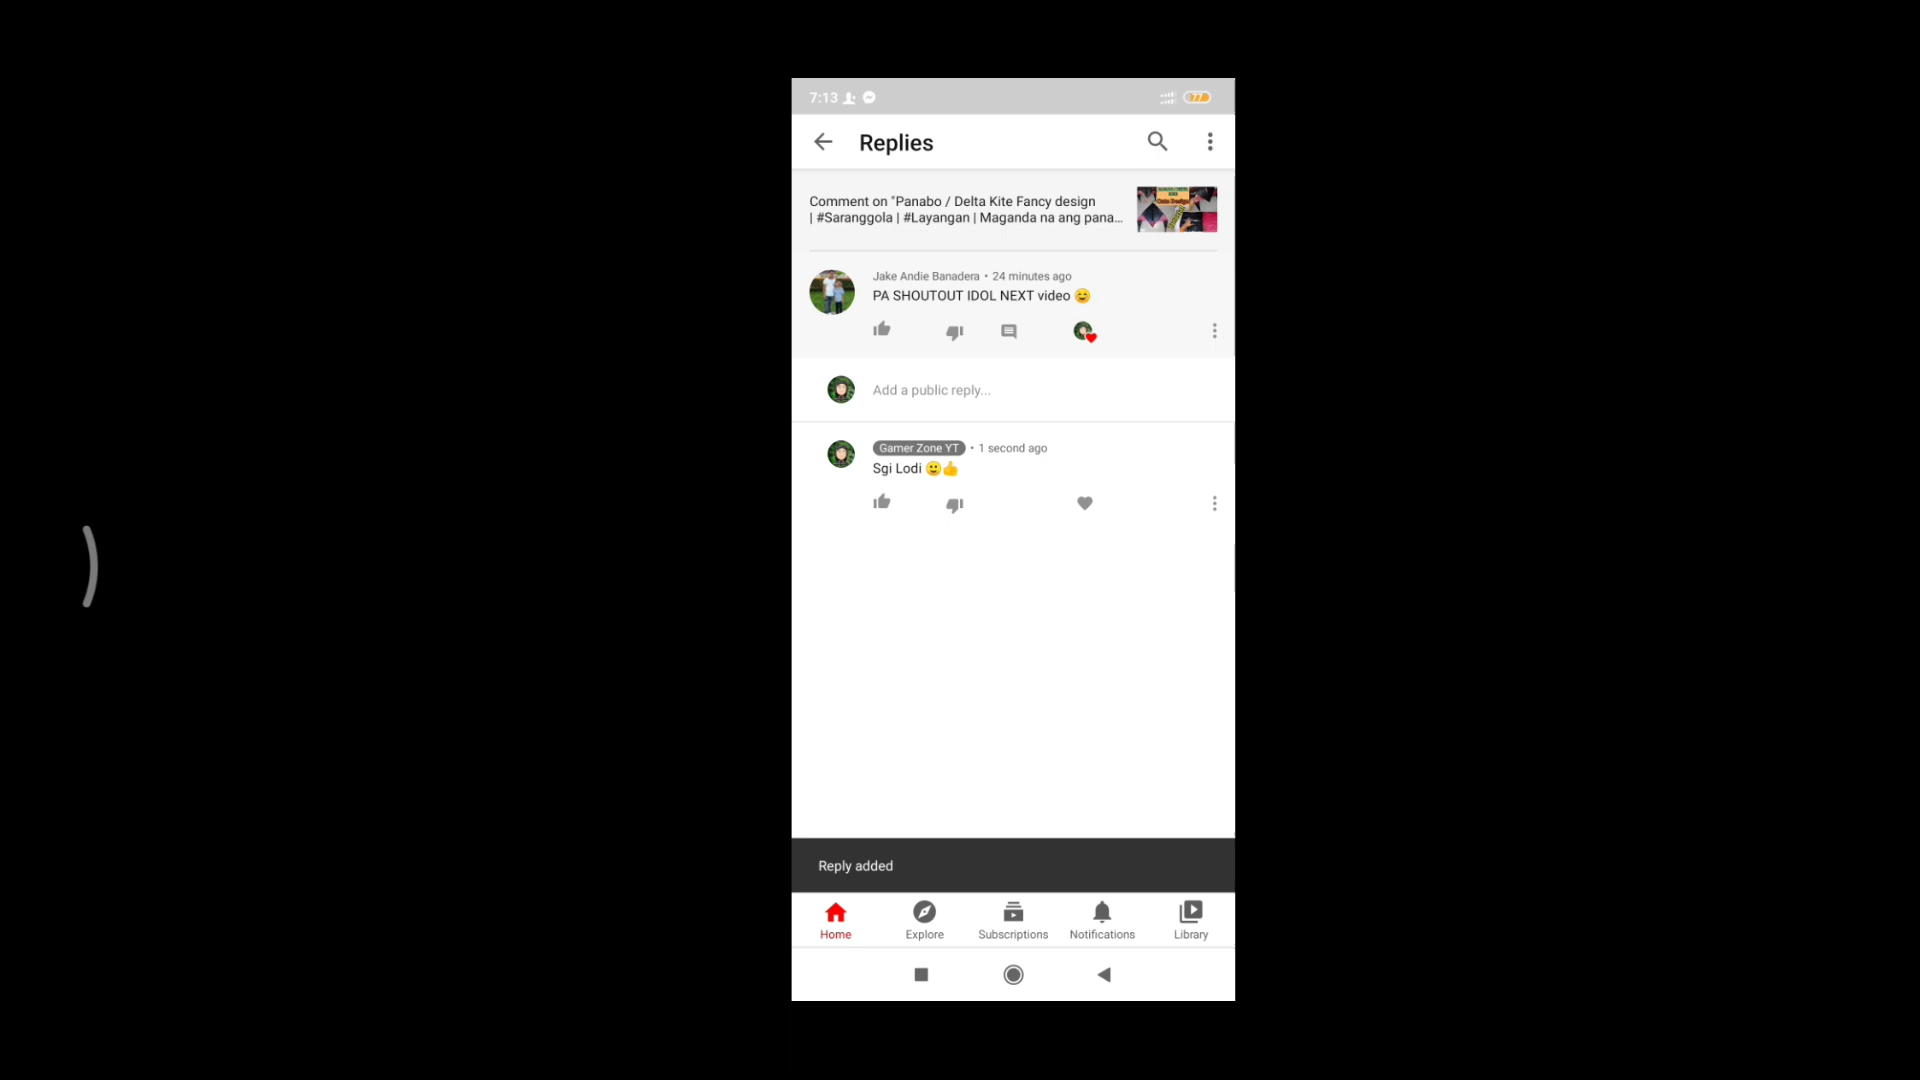 7:13
77
Replies
Comment on "Panabo / Delta Kite Fancy design
| #Saranggola | #Layangan | Maganda na ang pana...
Jake Andie Banadera • 24 minutes ago
PA SHOUTOUT IDOL NEXT video 😊
Add a public reply...
Gamer Zone YT • 1 second ago
Sgi Lodi 🙂👍
Reply added
Home
Explore
Subscriptions
Notifications
Library